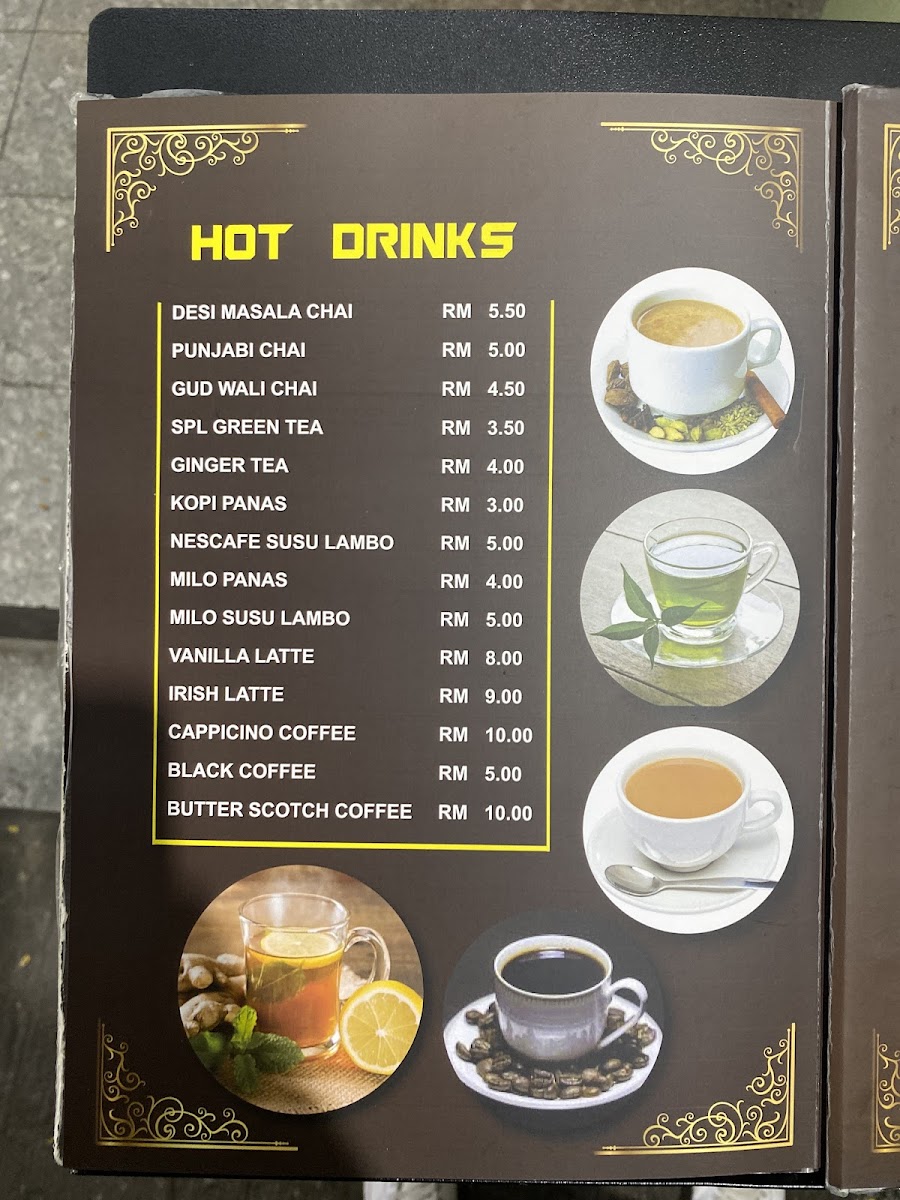 HOT DRINKS
DESI MASALA CHAI RM 5.50
PUNJABI CHAI RM 5.00
GUD WALI CHAI RM 4.50
SPL GREEN TEA RM 3.50
GINGER TEA RM 4.00
KOPI PANAS RM 3.00
NESCAFE SUSU LAMBO RM 5.00
MILO PANAS RM 4.00
MILO SUSU LAMBO RM 5.00
VANILLA LATTE RM 8.00
IRISH LATTE RM 9.00
CAPPICINO COFFEE RM 10.00
BLACK COFFEE RM 5.00
BUTTER SCOTCH COFFEE RM 10.00